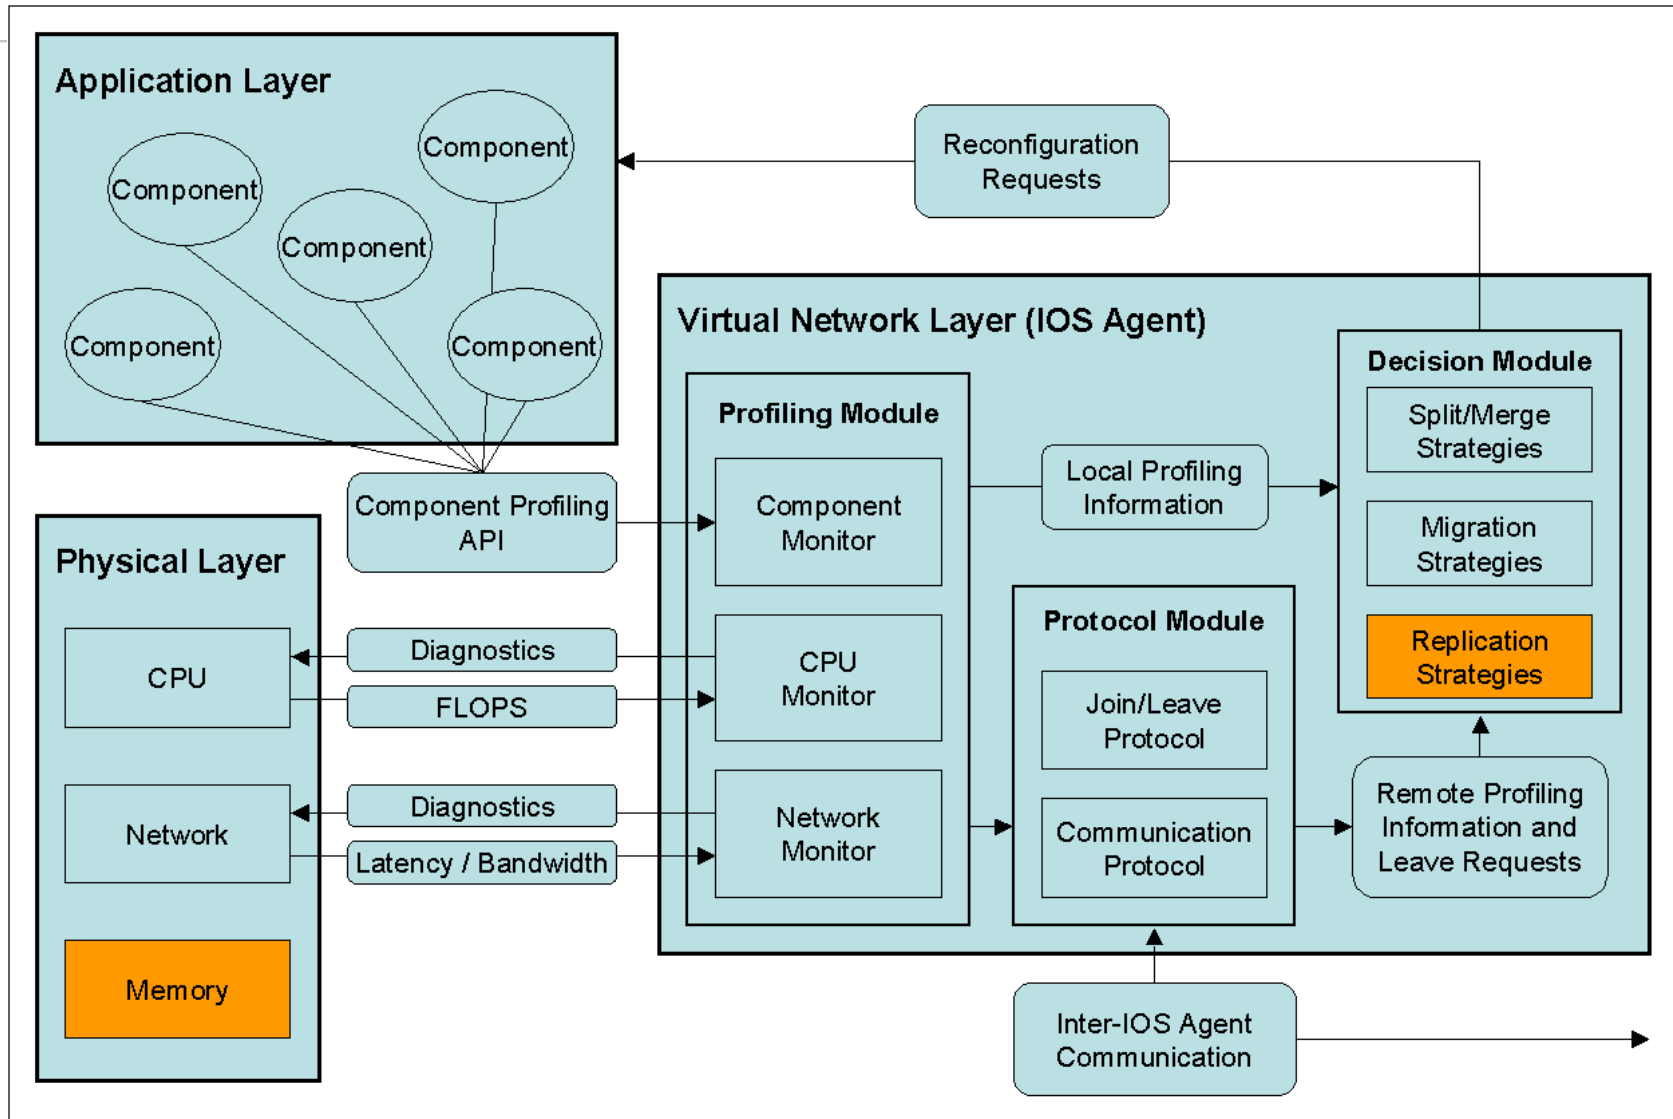 Application Layer
Component
Component
Component
Component
Component
Reconfiguration
Requests
Virtual Network Layer (IOS Agent)
Profiling Module
Component
Monitor
CPU
Monitor
Network
Monitor
Component Profiling
API
Local Profiling
Information
Decision Module
Split/Merge
Strategies
Migration
Strategies
Replication
Strategies
Protocol Module
Join/Leave
Protocol
Communication
Protocol
Remote Profiling
Information and
Leave Requests
Physical Layer
CPU
Network
Memory
Diagnostics
FLOPS
Diagnostics
Latency / Bandwidth
Inter-IOS Agent
Communication